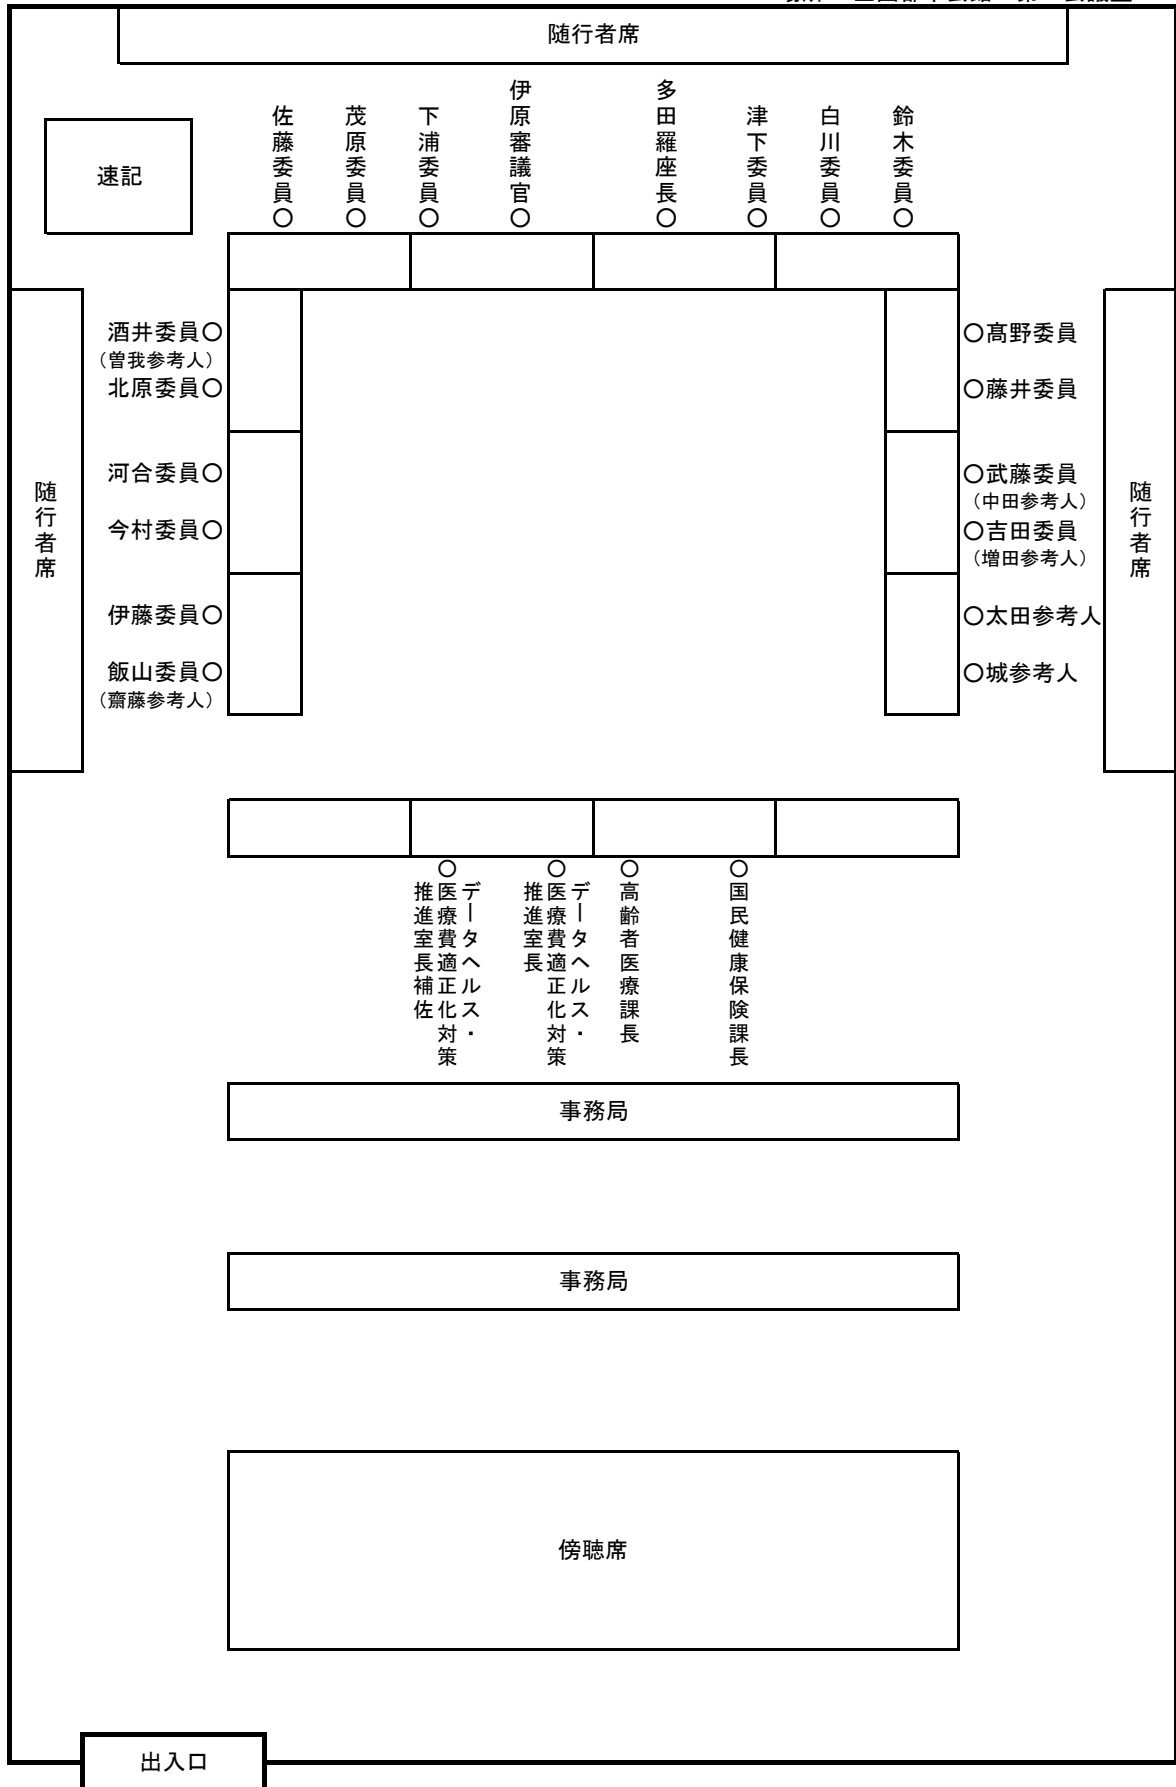 随行者席
速記
佐藤委員○
茂原委員○
下浦委員○
伊原審議官○
多田羅座長○
津下委員○
白川委員○
鈴木委員○
随行者席
酒井委員○
（曽我参考人）
北原委員○
河合委員○
今村委員○
伊藤委員○
飯山委員○
（齋藤参考人）
○髙野委員
○藤井委員
○武藤委員
（中田参考人）
○吉田委員
（増田参考人）
○太田参考人
○城参考人
随行者席
データヘルス・
○医療費適正化対策
推進室長補佐
データヘルス・
○医療費適正化対策
推進室長
○高齢者医療課長
○国民健康保険課長
事務局
事務局
傍聴席
出入口